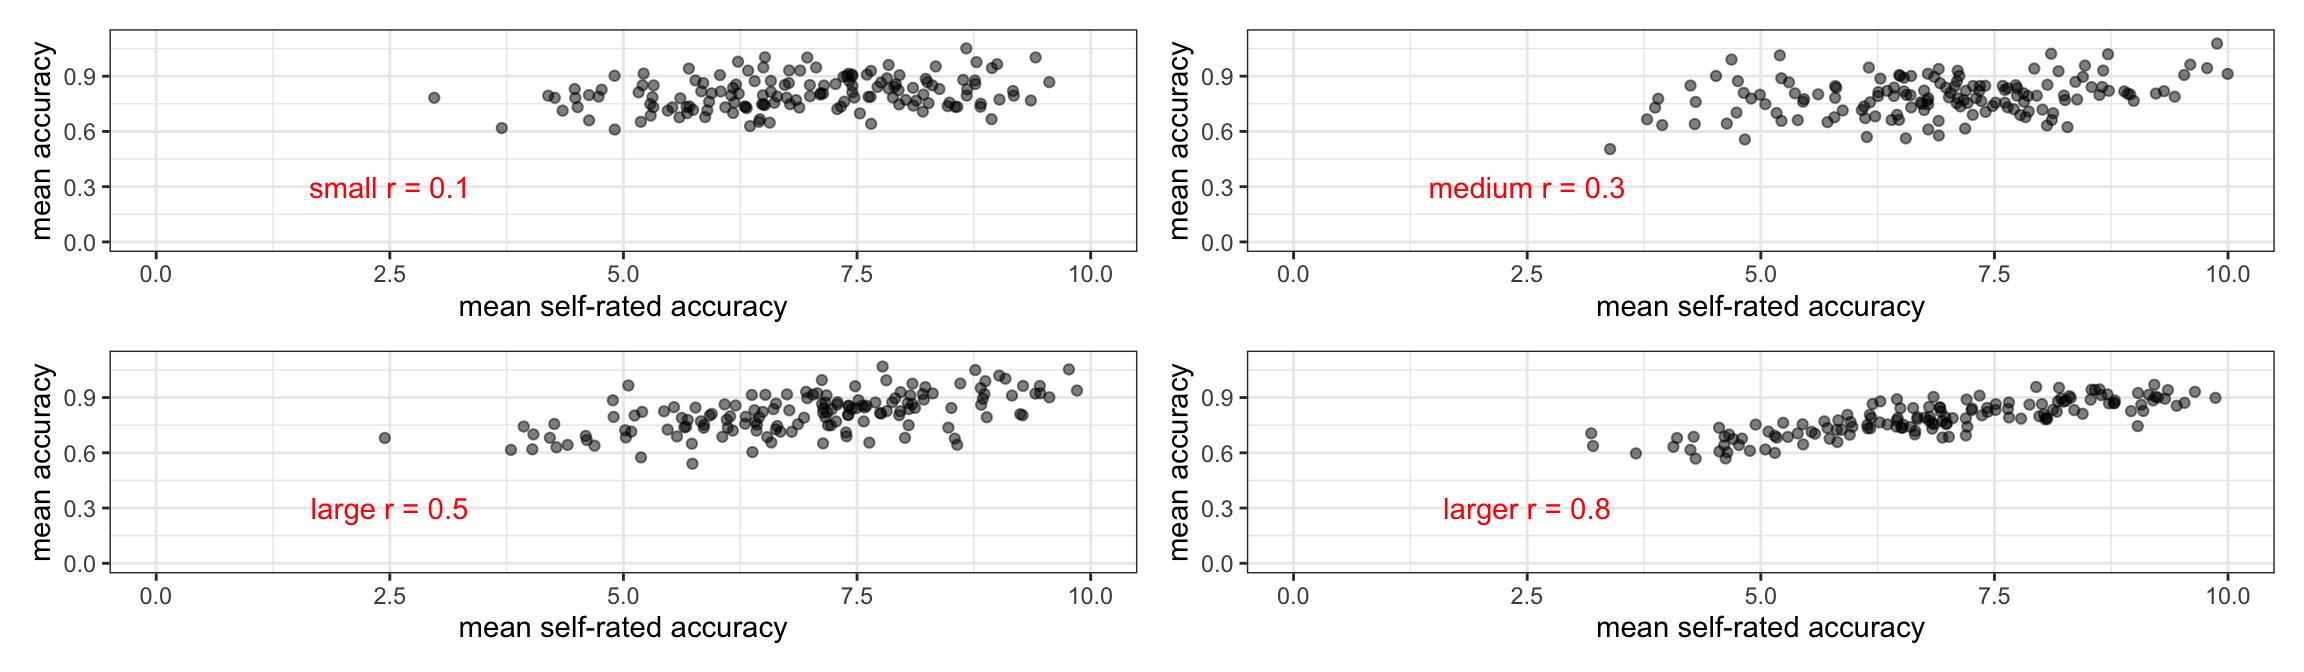 mean accuracy
0.9
0.6
0.3
0.0
small r = 0.1
0.0 2.5 5.0 7.5 10.0
mean self-rated accuracy
mean accuracy
0.9
0.6
0.3
0.0
medium r = 0.3
0.0 2.5 5.0 7.5 10.0
mean self-rated accuracy
mean accuracy
0.9
0.6
0.3
0.0
large r = 0.5
0.0 2.5 5.0 7.5 10.0
mean self-rated accuracy
mean accuracy
0.9
0.6
0.3
0.0
larger r = 0.8
0.0 2.5 5.0 7.5 10.0
mean self-rated accuracy